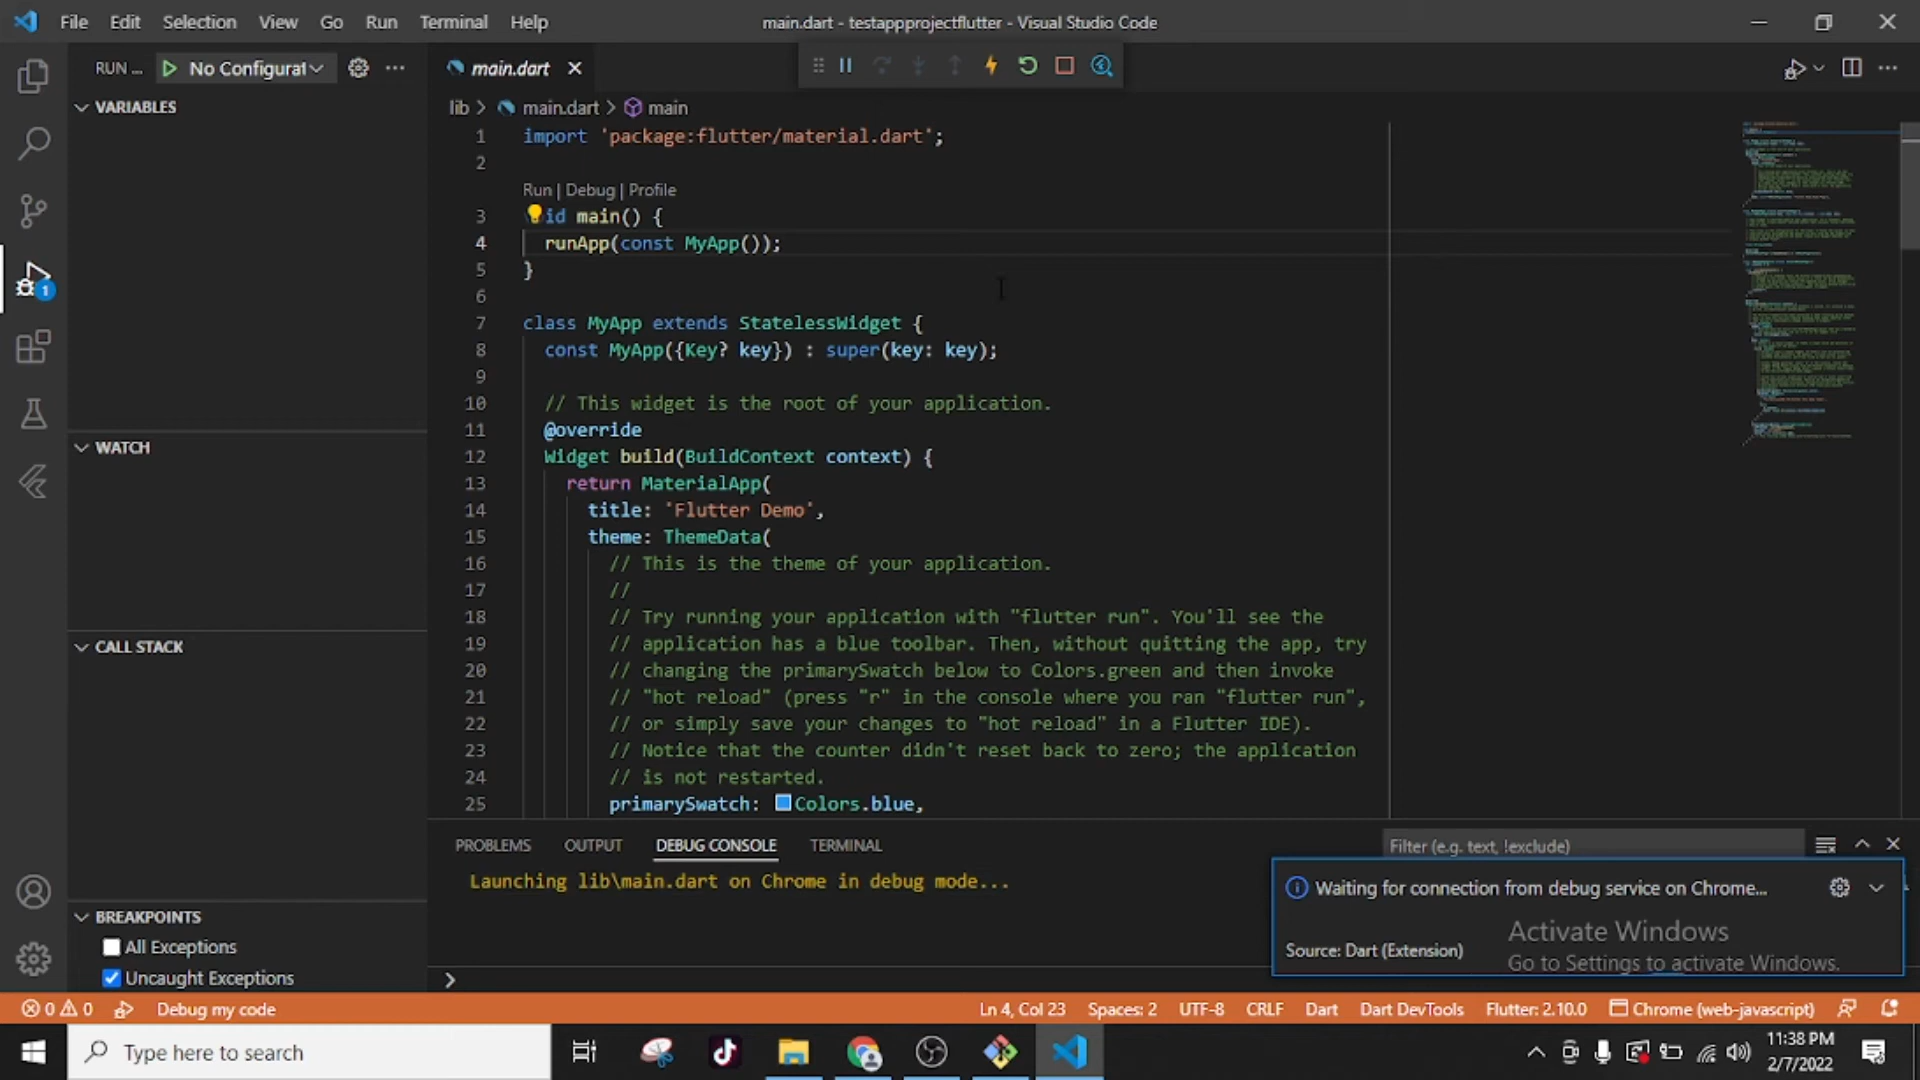 File Edit Selection View Go Run Terminal Help
main.dart - testappprojectflutter - Visual Studio Code
RUN ... No Configurat
main.dart
VARIABLES
lib > main.dart > main
1 import 'package:flutter/material.dart';
2
Run | Debug | Profile
3 id main() {
4 runApp(const MyApp());
5 }
6
7 class MyApp extends StatelessWidget {
8 const MyApp({Key? key}) : super(key: key);
9
10 // This widget is the root of your application.
11 @override
12 Widget build(BuildContext context) {
13 return MaterialApp(
14 title: 'Flutter Demo',
15 theme: ThemeData(
16 // This is the theme of your application.
17 //
18 // Try running your application with "flutter run". You'll see the
19 // application has a blue toolbar. Then, without quitting the app, try
20 // changing the primarySwatch below to Colors.green and then invoke
21 // "hot reload" (press "r" in the console where you ran "flutter run",
22 // or simply save your changes to "hot reload" in a Flutter IDE).
23 // Notice that the counter didn't reset back to zero; the application
24 // is not restarted.
25 primarySwatch: Colors.blue,
1
WATCH
CALL STACK
BREAKPOINTS
All Exceptions
Uncaught Exceptions
PROBLEMS OUTPUT DEBUG CONSOLE TERMINAL
Filter (e.g. text, !exclude)
Launching lib\main.dart on Chrome in debug mode...
Waiting for connection from debug service on Chrome...
Source: Dart (Extension)
Activate Windows
Go to Settings to activate Windows.
0 0 Debug my code
Ln 4, Col 23 Spaces: 2 UTF-8 CRLF Dart Dart DevTools Flutter: 2.10.0 Chrome (web-javascript)
Type here to search
11:38 PM
2/7/2022